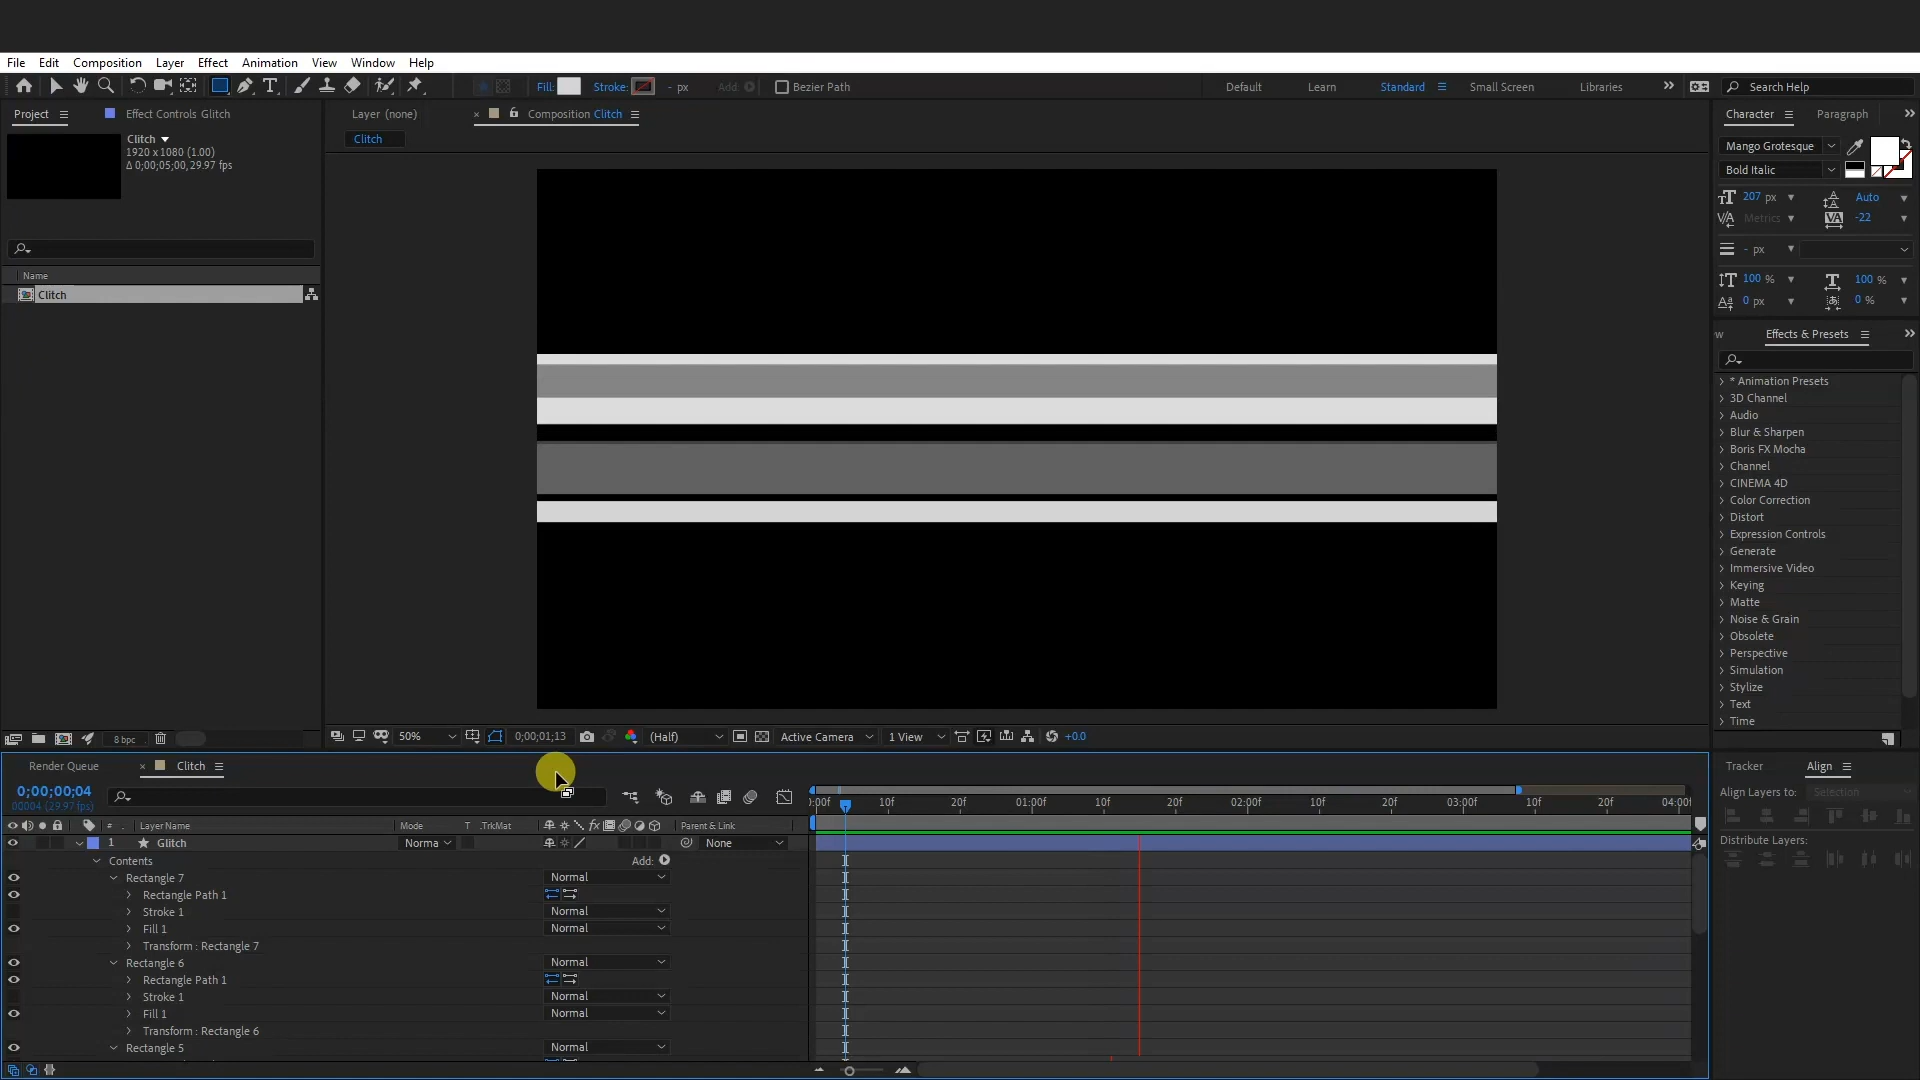 File Edit Composition Layer Effect Animation View Window Help
Fill: Stroke: - px Add: Bezier Path Default Learn Standard Small Screen Libraries Search Help
Project Effect Controls Glitch
Clitch
1920 x 1080 (1.00)
Δ 0;00;05;00, 29.97 fps
Name
Clitch
8 bpc
Layer (none) Composition Clitch
Clitch
50% 0;00;01;13 (Half) Active Camera 1 View +0.0
Character Paragraph
Mango Grotesque
Bold Italic
207 px Auto
Metrics -22
- px
100 % 100 %
0 px 0 %
Effects & Presets
* Animation Presets
3D Channel
Audio
Blur & Sharpen
Boris FX Mocha
Channel
CINEMA 4D
Color Correction
Distort
Expression Controls
Generate
Immersive Video
Keying
Matte
Noise & Grain
Obsolete
Perspective
Simulation
Stylize
Text
Time
Render Queue Clitch
0;00;00;04
00004 (29.97 fps)
:00f 10f 20f 01:00f 10f 20f 02:00f 10f 20f 03:00f 10f 20f 04:00f
# Layer Name Mode T .TrkMat Parent & Link
1 Glitch Norma None
Contents Add:
Rectangle 7 Normal
Rectangle Path 1
Stroke 1 Normal
Fill 1 Normal
Transform : Rectangle 7
Rectangle 6 Normal
Rectangle Path 1
Stroke 1 Normal
Fill 1 Normal
Transform : Rectangle 6
Rectangle 5 Normal
Tracker Align
Align Layers to: Selection
Distribute Layers: